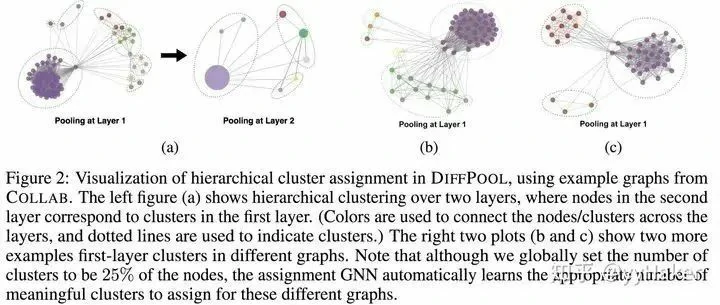 Pooling at Layer 1
Pooling at Layer 2
Pooling at Layer 1
Pooling at Layer 1
(a)
(b)
(c)
Figure 2: Visualization of hierarchical cluster assignment in DIFFPOOL, using example graphs from
COLLAB. The left figure (a) shows hierarchical clustering over two layers, where nodes in the second
layer correspond to clusters in the first layer. (Colors are used to connect the nodes/clusters across
the layers, and dotted lines are used to indicate clusters.) The right two plots (b and c) show two more
examples first-layer clusters in different graphs. Note that although we globally set the number of
clusters to be 25% of the nodes, the assignment GNN automatically learns the appropriate number of
meaningful clusters to assign for these different graphs.